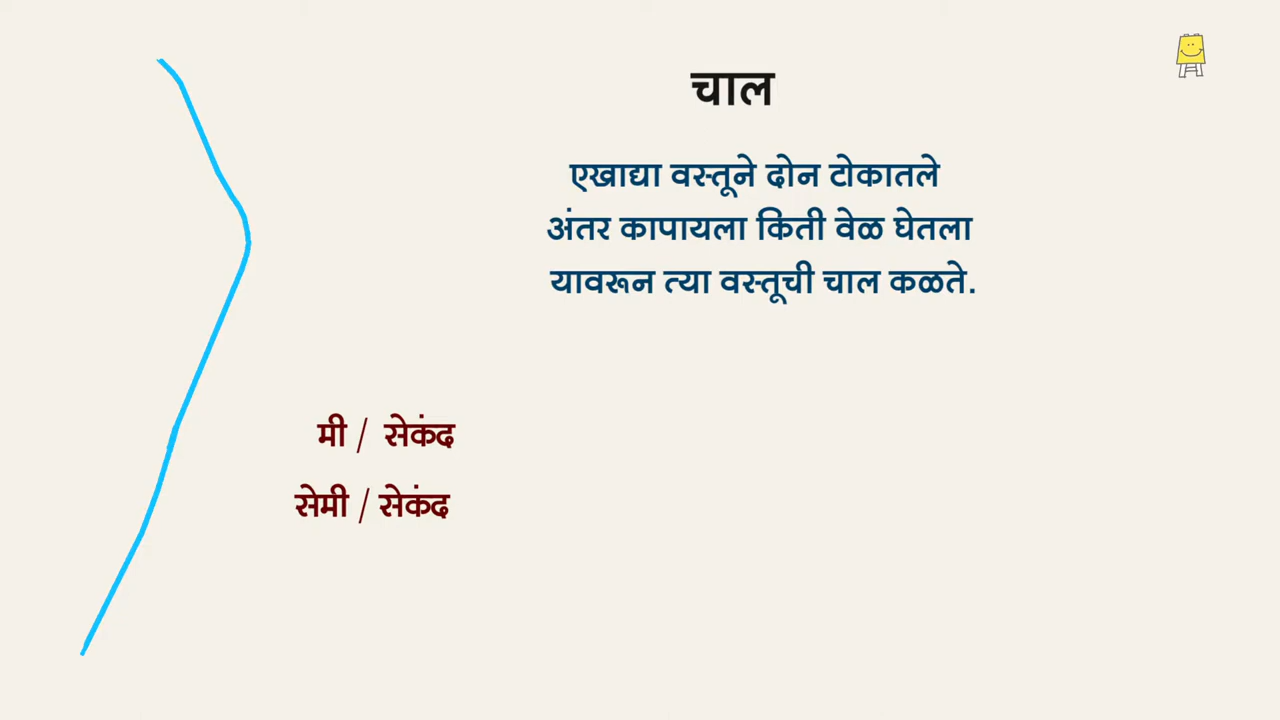 चाल
एखाद्या वस्तूने दोन टोकातले
अंतर कापायला किती वेळ घेतला
यावरून त्या वस्तूची चाल कळते.
मी / सेकंद
सेमी / सेकंद